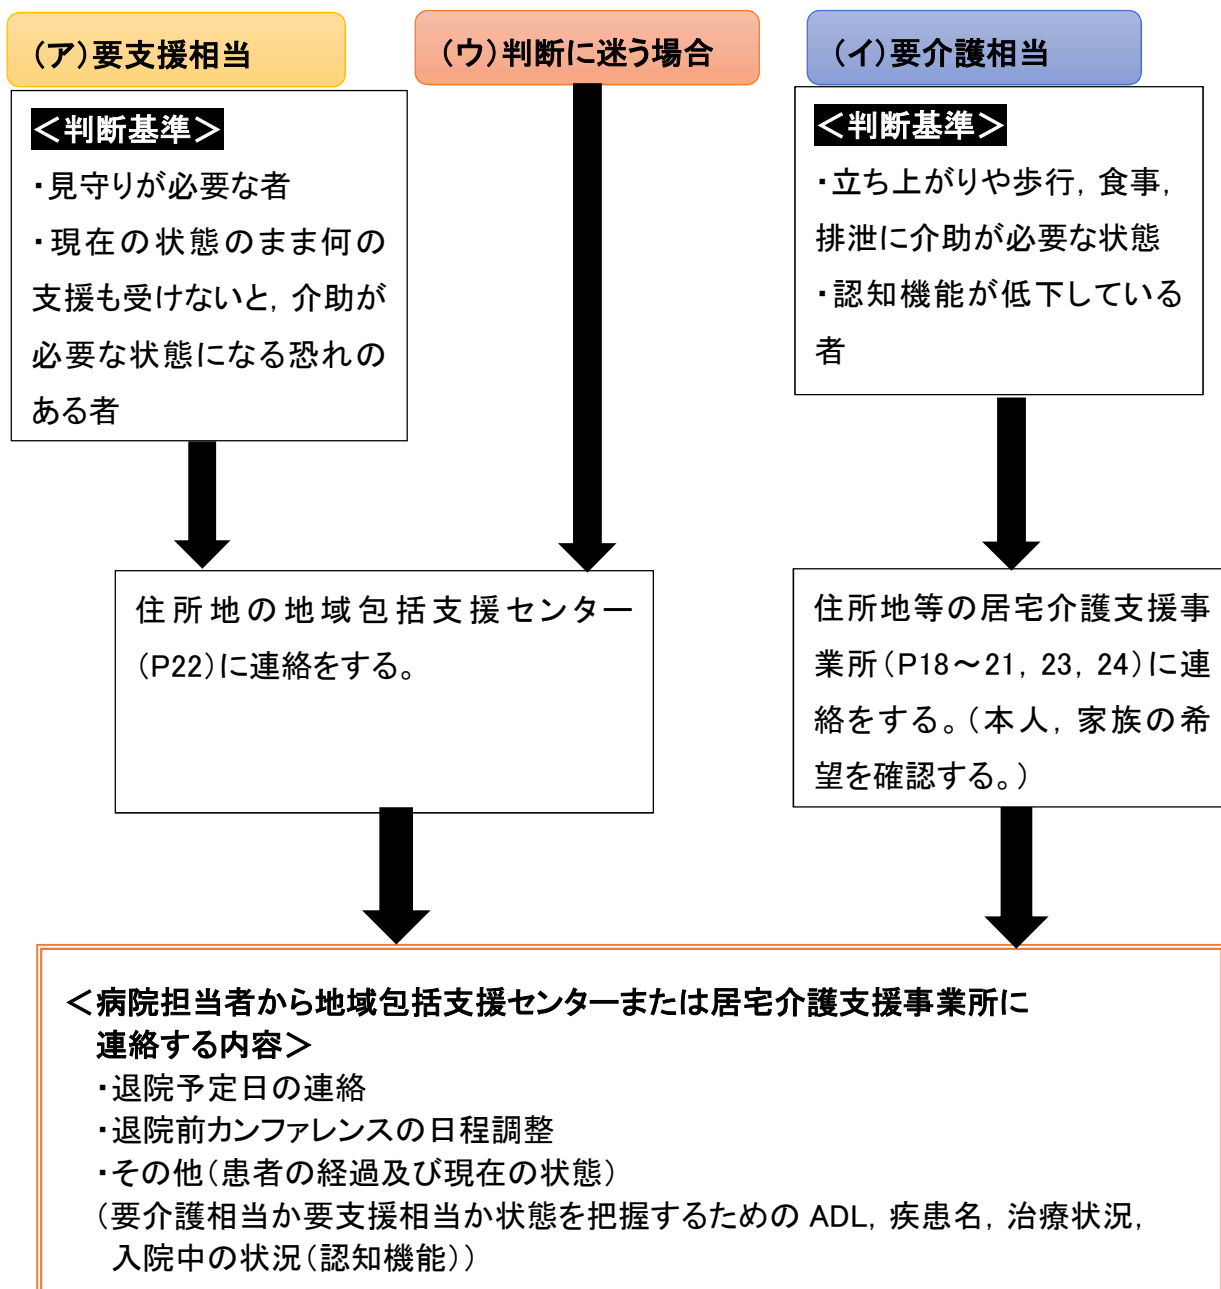 (ア)要支援相当
<判断基準>
・見守りが必要な者
・現在の状態のまま何の
支援も受けないと, 介助が
必要な状態になる恐れの
ある者
(ウ)判断に迷う場合
(イ)要介護相当
<判断基準>
・立ち上がりや歩行, 食事,
排泄に介助が必要な状態
・認知機能が低下している
者
住所地の地域包括支援センター
(P22)に連絡をする。
住所地等の居宅介護支援事
業所(P18~21, 23, 24)に連
絡をする。(本人, 家族の希
望を確認する。)
<病院担当者から地域包括支援センターまたは居宅介護支援事業所に
連絡する内容>
・退院予定日の連絡
・退院前カンファレンスの日程調整
・その他(患者の経過及び現在の状態)
(要介護相当か要支援相当か状態を把握するための ADL, 疾患名, 治療状況,
入院中の状況(認知機能))